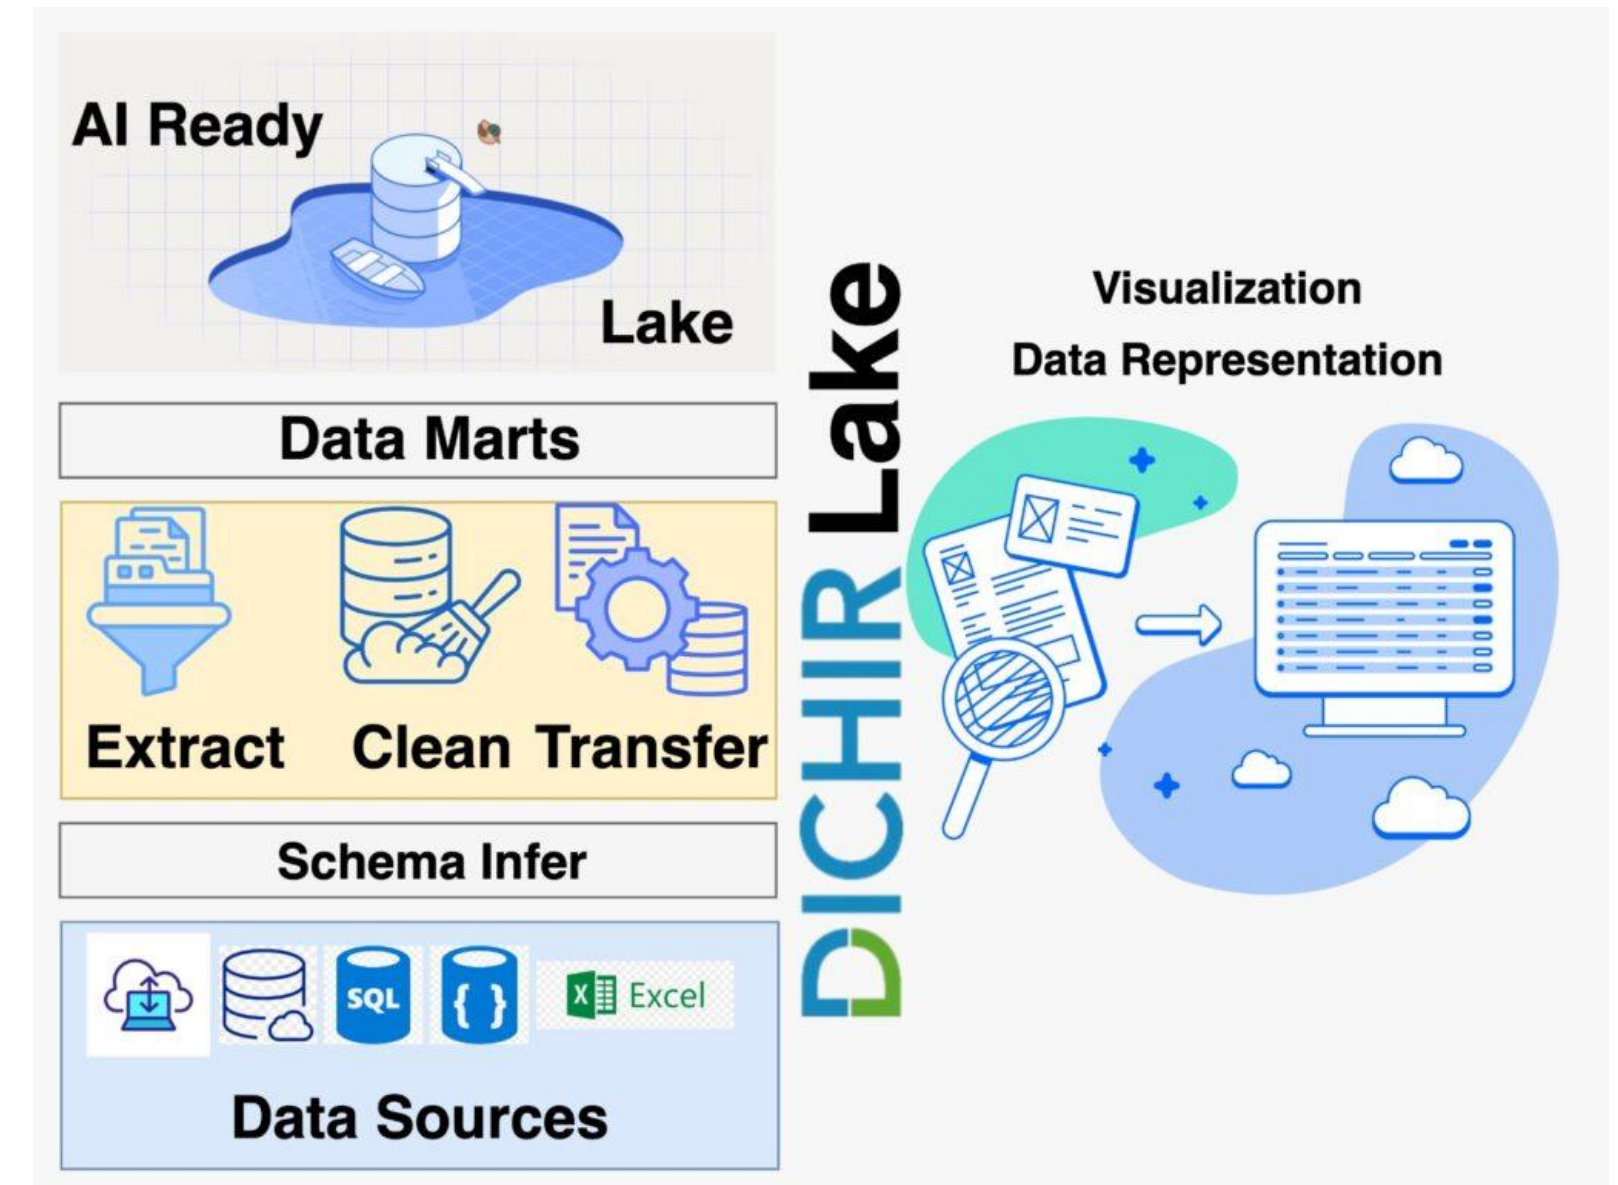 AI Ready
Lake
Data Marts
Extract Clean Transfer
Schema Infer
SQL
{ }
X Excel
Data Sources
DICHIR Lake
Visualization
Data Representation